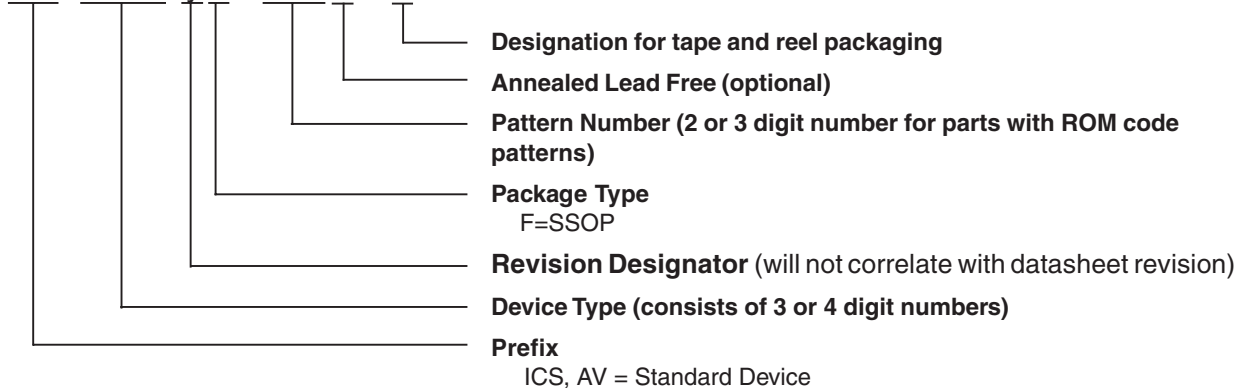 Designation for tape and reel packaging
Annealed Lead Free (optional)
Pattern Number (2 or 3 digit number for parts with ROM code
patterns)
Package Type
F=SSOP
Revision Designator (will not correlate with datasheet revision)
Device Type (consists of 3 or 4 digit numbers)
Prefix
ICS, AV = Standard Device